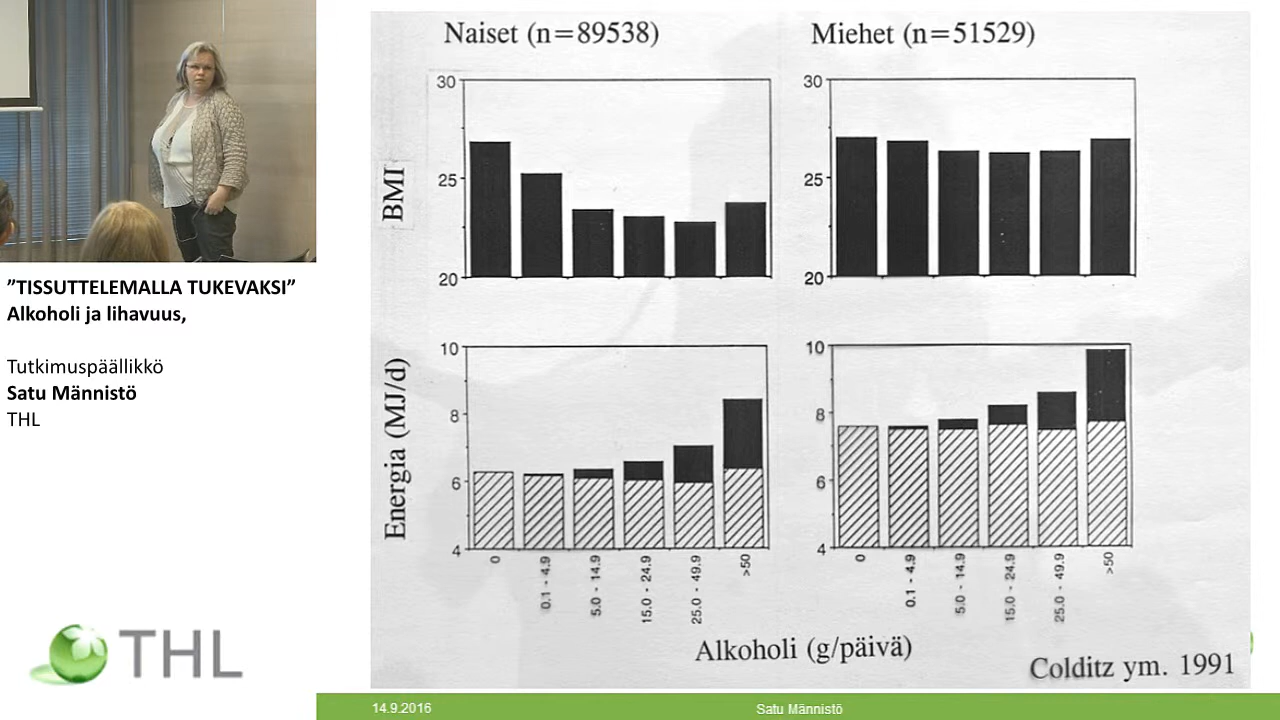 ”TISSUTTELEMALLA TUKEVAKSI”
Alkoholi ja lihavuus,
Tutkimuspäällikkö
Satu Männistö
THL
THL
Naiset (n=89538)
Miehet (n=51529)
BMI
30
25
20
30
25
20
Energia (MJ/d)
10
8
6
4
10
8
6
4
0
0.1 - 4.9
5.0 - 14.9
15.0 - 24.9
25.0 - 49.9
>50
0
0.1 - 4.9
5.0 - 14.9
15.0 - 24.9
25.0 - 49.9
>50
Alkoholi (g/päivä)
Colditz ym. 1991
14.9.2016
Satu Männistö